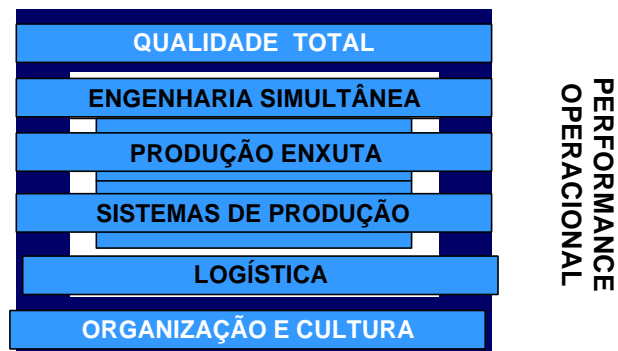 QUALIDADE TOTAL
ENGENHARIA SIMULTÂNEA
PRODUÇÃO ENXUTA
SISTEMAS DE PRODUÇÃO
LOGÍSTICA
ORGANIZAÇÃO E CULTURA
PERFORMANCE
OPERACIONAL